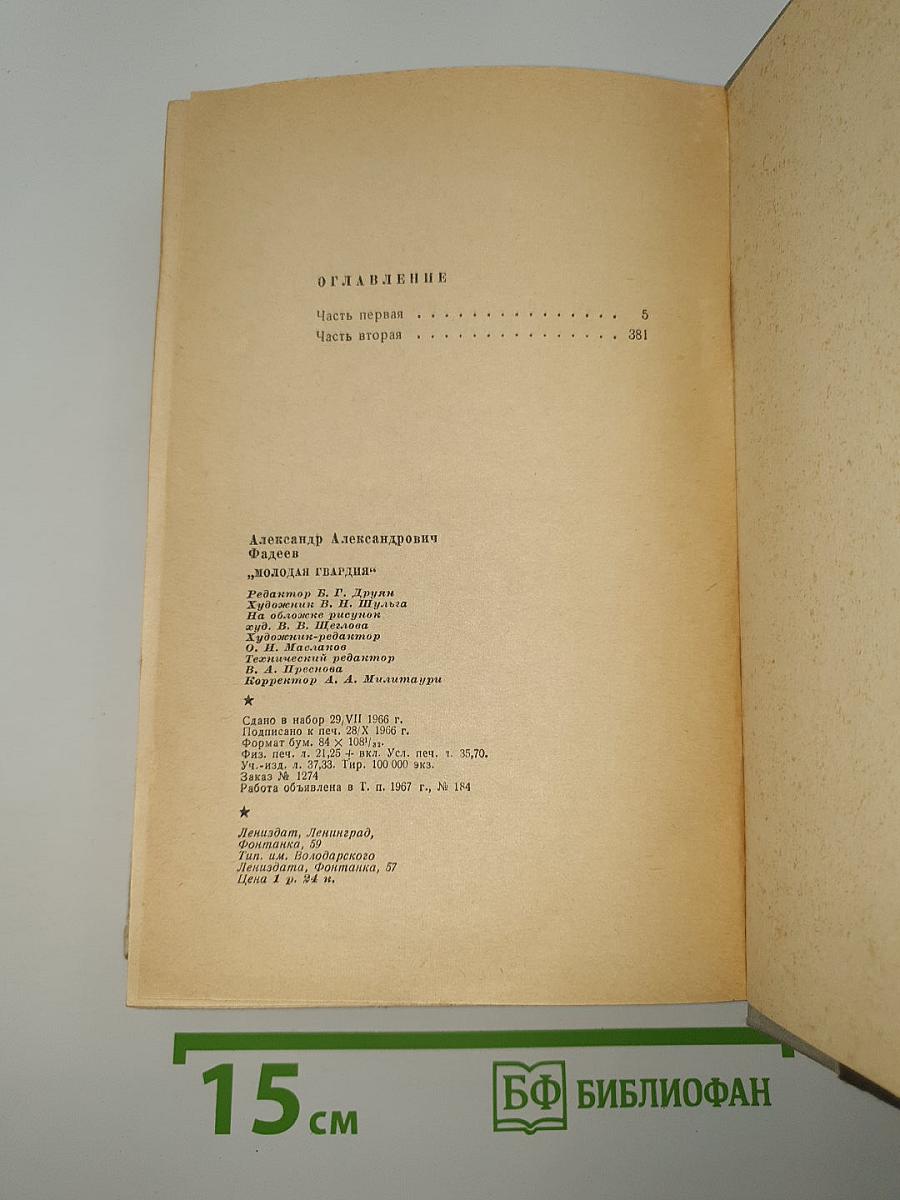 ОГЛАВЛЕНИЕ
Часть первая . . . . . . . . . . . . . . . 5
Часть вторая . . . . . . . . . . . . . . . 381
Александр Александрович
Фадеев
„МОЛОДАЯ ГВАРДИЯ“
Редактор Б. Г. Друян
Художник В. Н. Шульга
На обложке рисунок
худ. В. В. Щеглова
Художник-редактор
О. И. Маслаков
Технический редактор
В. А. Преснова
Корректор А. А. Милитаури
★
Сдано в набор 29/VII 1966 г.
Подписано к печ. 28/X 1966 г.
Формат бум. 84 × 108¹/₃₂.
Физ. печ. л. 21,25 + вкл. Усл. печ. л. 35,70.
Уч.-изд. л. 37,33. Тир. 100 000 экз.
Заказ № 1274
Работа объявлена в Т. п. 1967 г., № 184
★
Лениздат, Ленинград,
Фонтанка, 59
Тип. им. Володарского
Лениздата, Фонтанка, 57
Цена 1 р. 24 к.
15 см
БФ БИБЛИОФАН